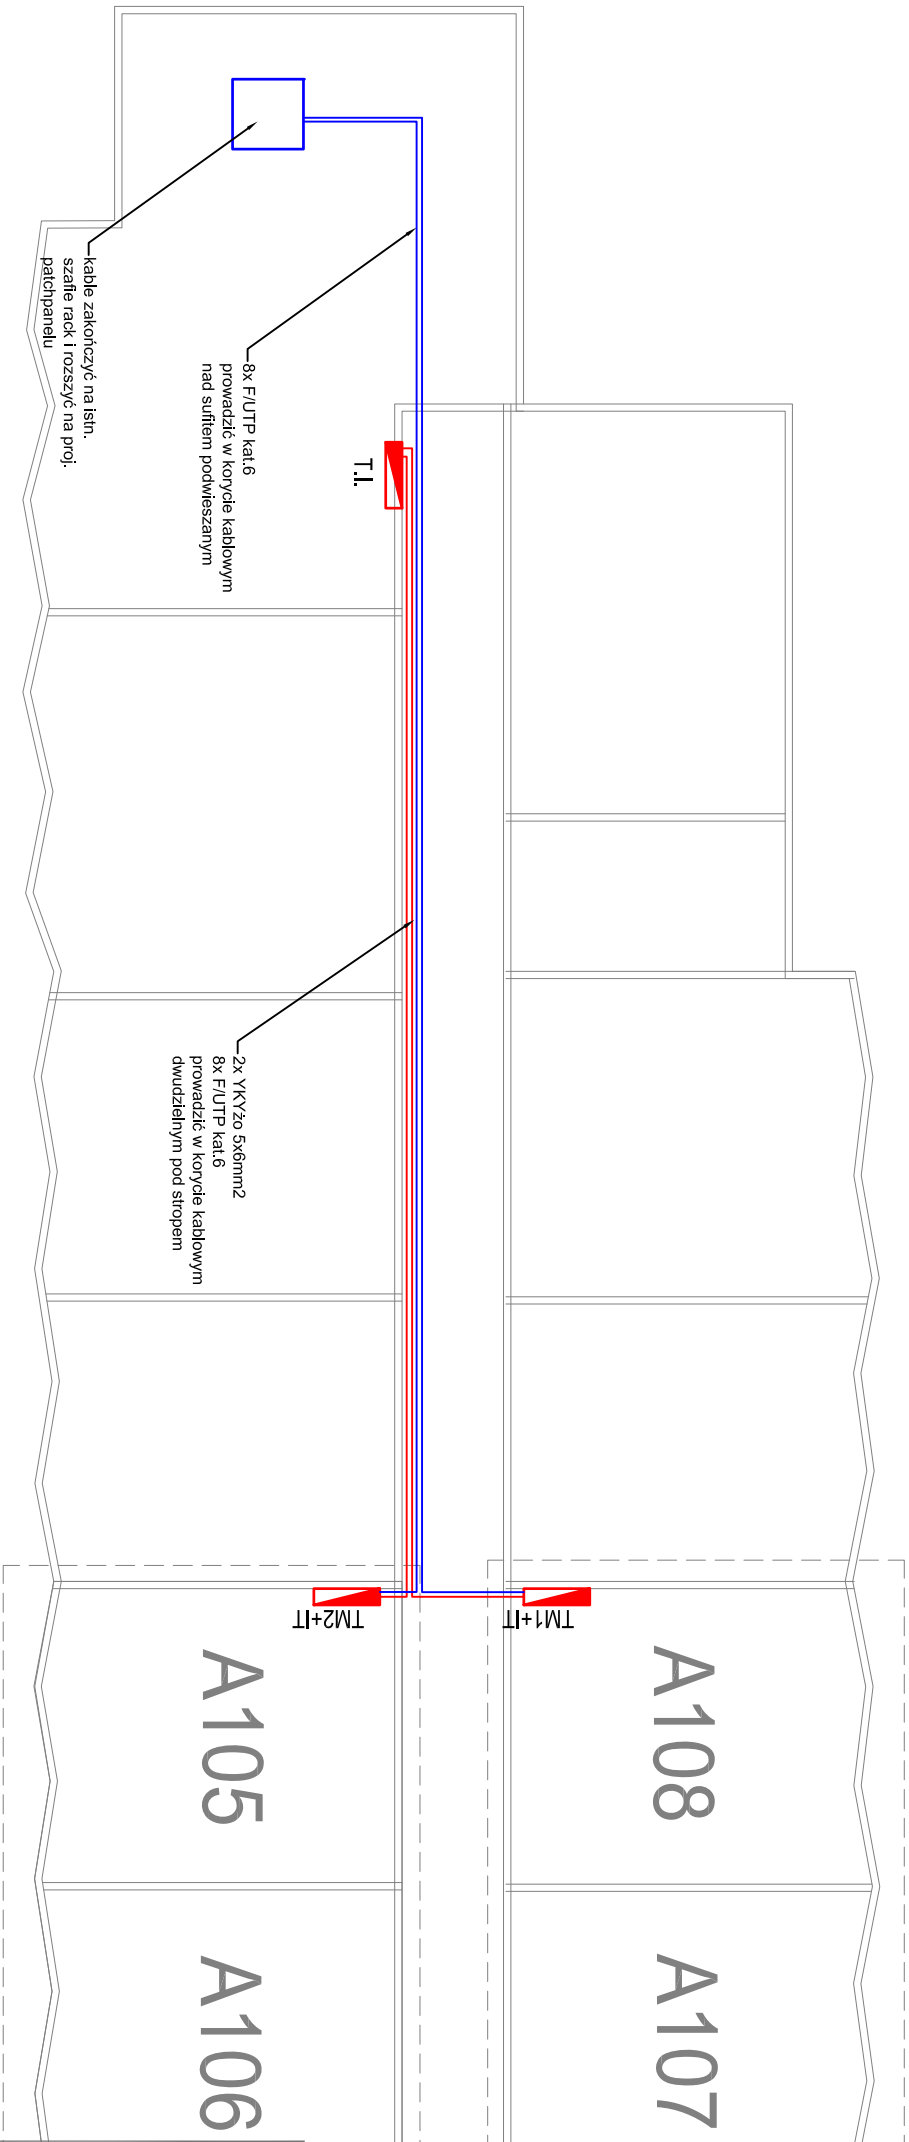 kable zakończyć na istn.
szafie rack i rozszyć na proj.
patchpanelu
8x F/UTP kat.6
prowadzić w korycie kablowym
nad sufitem podwieszanym
T.I.
2x YKYżo 5x6mm2
8x F/UTP kat.6
prowadzić w korycie kablowym
dwudzielnym pod stropem
TM2+IT
TM1+IT
A105
A108
A106
A107